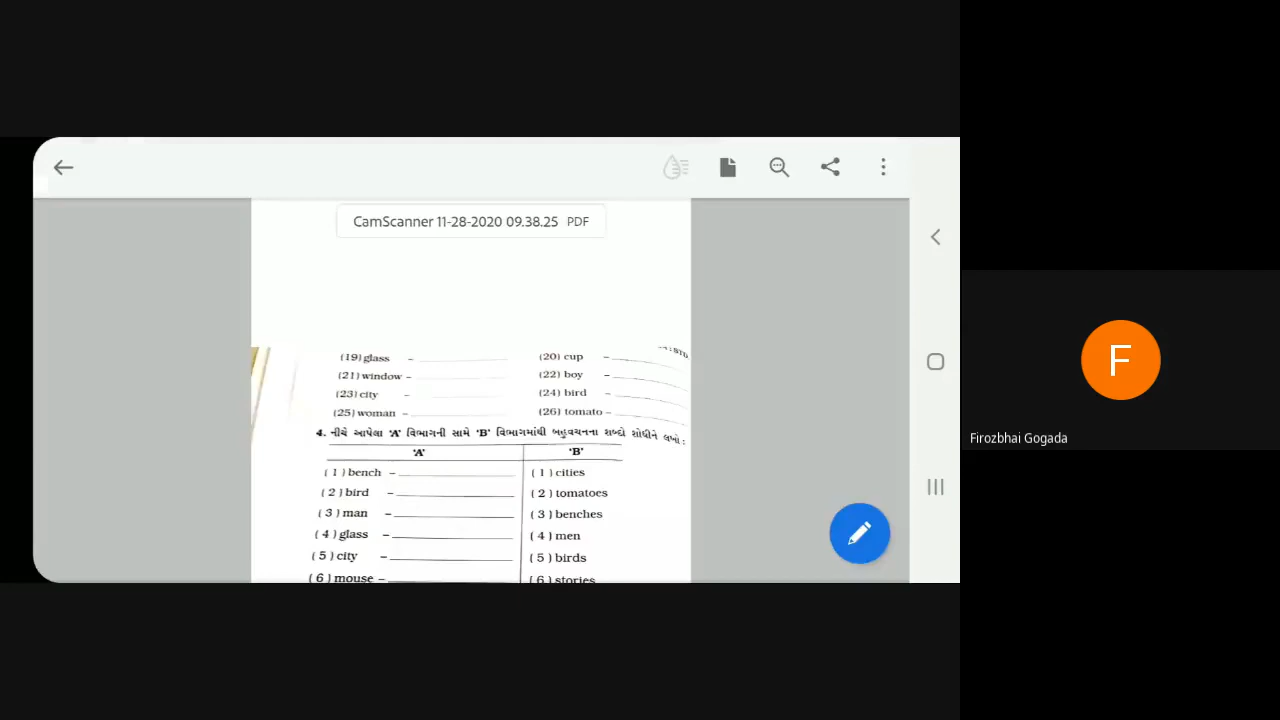 CamScanner 11-28-2020 09.38.25 PDF
(19) glass - (20) cup -
(21) window - (22) boy -
(23) city - (24) bird -
(25) woman - (26) tomato -
4. નીચે આપેલા 'A' વિભાગની સામે 'B' વિભાગમાંથી બહુવચનના શબ્દો શોધીને લખો :
'A' 'B'
( 1 ) bench - ( 1 ) cities
( 2 ) bird - ( 2 ) tomatoes
( 3 ) man - ( 3 ) benches
( 4 ) glass - ( 4 ) men
( 5 ) city - ( 5 ) birds
( 6 ) mouse - ( 6 ) stories
F
Firozbhai Gogada